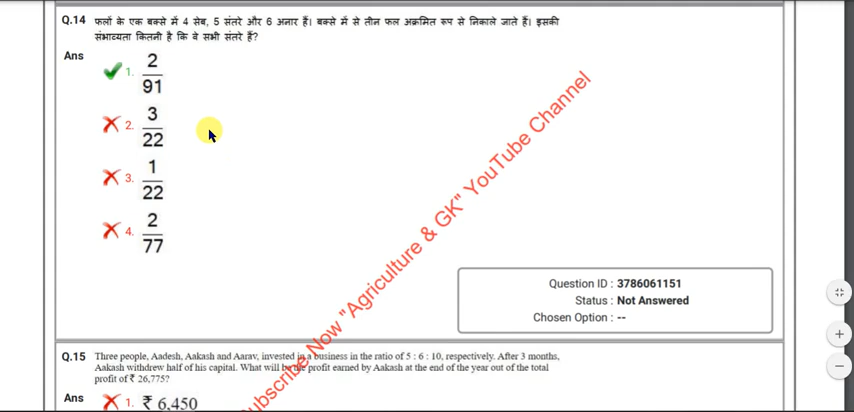 Q.14 फलों के एक बक्से में 4 सेब, 5 संतरे और 6 अनार हैं। बक्से में से तीन फल अक्रमित रूप से निकाले जाते हैं। इसकी
संभाव्यता कितनी है कि वे सभी संतरे हैं?
Ans
1. 2/91
2. 3/22
3. 1/22
4. 2/77
Question ID : 3786061151
Status : Not Answered
Chosen Option : --
Q.15 Three people, Aadesh, Aakash and Aarav, invested in a business in the ratio of 5 : 6 : 10, respectively. After 3 months,
Aakash withdrew half of his capital. What will be the profit earned by Aakash at the end of the year out of the total
profit of ₹ 26,775?
Ans 1. ₹ 6,450
ubscribe Now "Agriculture & GK" YouTube Channel